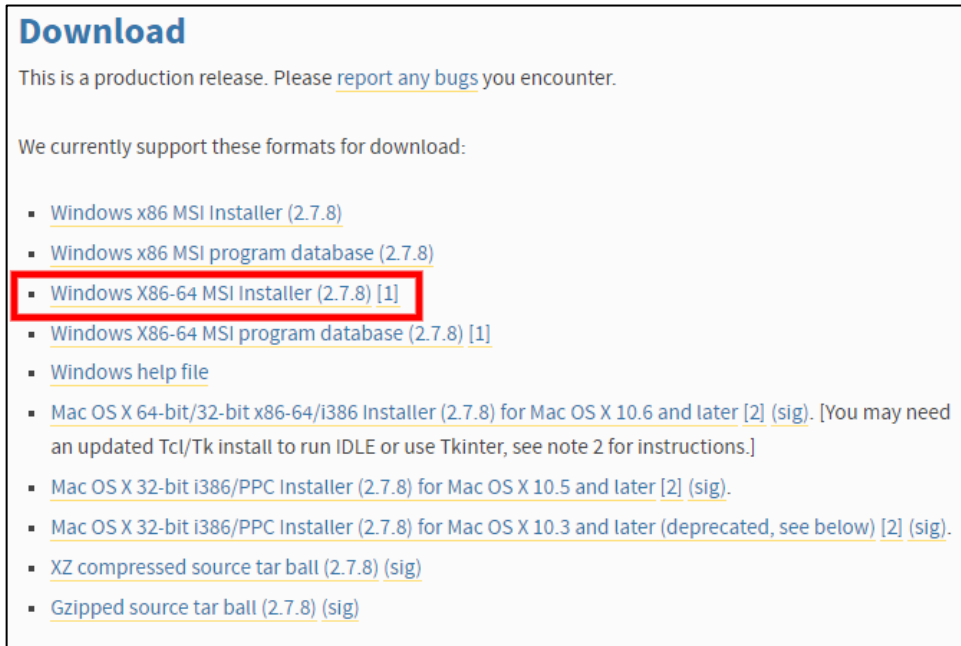 Download
This is a production release. Please report any bugs you encounter.
We currently support these formats for download:
Windows x86 MSI Installer (2.7.8)
Windows x86 MSI program database (2.7.8)
Windows X86-64 MSI Installer (2.7.8) [1]
Windows X86-64 MSI program database (2.7.8) [1]
Windows help file
Mac OS X 64-bit/32-bit x86-64/i386 Installer (2.7.8) for Mac OS X 10.6 and later [2] (sig). [You may need
an updated Tcl/Tk install to run IDLE or use Tkinter, see note 2 for instructions.]
Mac OS X 32-bit i386/PPC Installer (2.7.8) for Mac OS X 10.5 and later [2] (sig).
Mac OS X 32-bit i386/PPC Installer (2.7.8) for Mac OS X 10.3 and later (deprecated, see below) [2] (sig).
XZ compressed source tar ball (2.7.8) (sig)
Gzipped source tar ball (2.7.8) (sig)